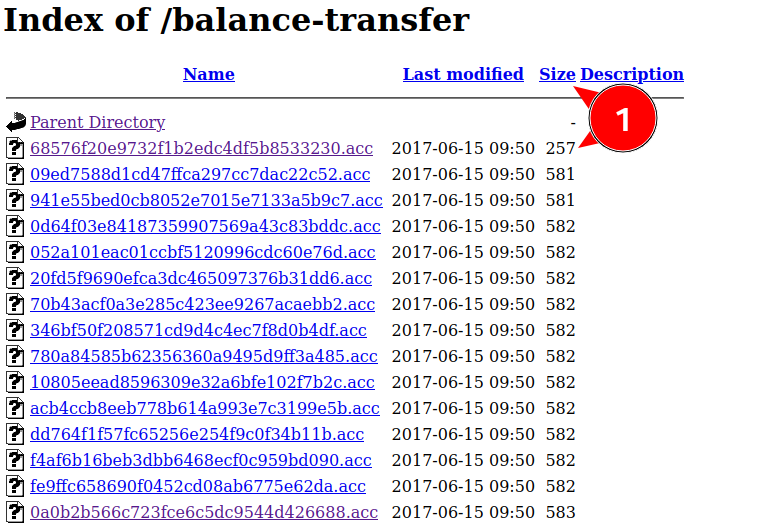 Index of /balance-transfer
Name Last modified Size Description
1
Parent Directory -
68576f20e9732f1b2edc4df5b8533230.acc 2017-06-15 09:50 257
09ed7588d1cd47ffca297cc7dac22c52.acc 2017-06-15 09:50 581
941e55bed0cb8052e7015e7133a5b9c7.acc 2017-06-15 09:50 581
0d64f03e84187359907569a43c83bddc.acc 2017-06-15 09:50 582
052a101eac01ccbf5120996cdc60e76d.acc 2017-06-15 09:50 582
20fd5f9690efca3dc465097376b31dd6.acc 2017-06-15 09:50 582
70b43acf0a3e285c423ee9267acaebb2.acc 2017-06-15 09:50 582
346bf50f208571cd9d4c4ec7f8d0b4df.acc 2017-06-15 09:50 582
780a84585b62356360a9495d9ff3a485.acc 2017-06-15 09:50 582
10805eead8596309e32a6bfe102f7b2c.acc 2017-06-15 09:50 582
acb4ccb8eeb778b614a993e7c3199e5b.acc 2017-06-15 09:50 582
dd764f1f57fc65256e254f9c0f34b11b.acc 2017-06-15 09:50 582
f4af6b16beb3dbb6468ecf0c959bd090.acc 2017-06-15 09:50 582
fe9ffc658690f0452cd08ab6775e62da.acc 2017-06-15 09:50 582
0a0b2b566c723fce6c5dc9544d426688.acc 2017-06-15 09:50 583